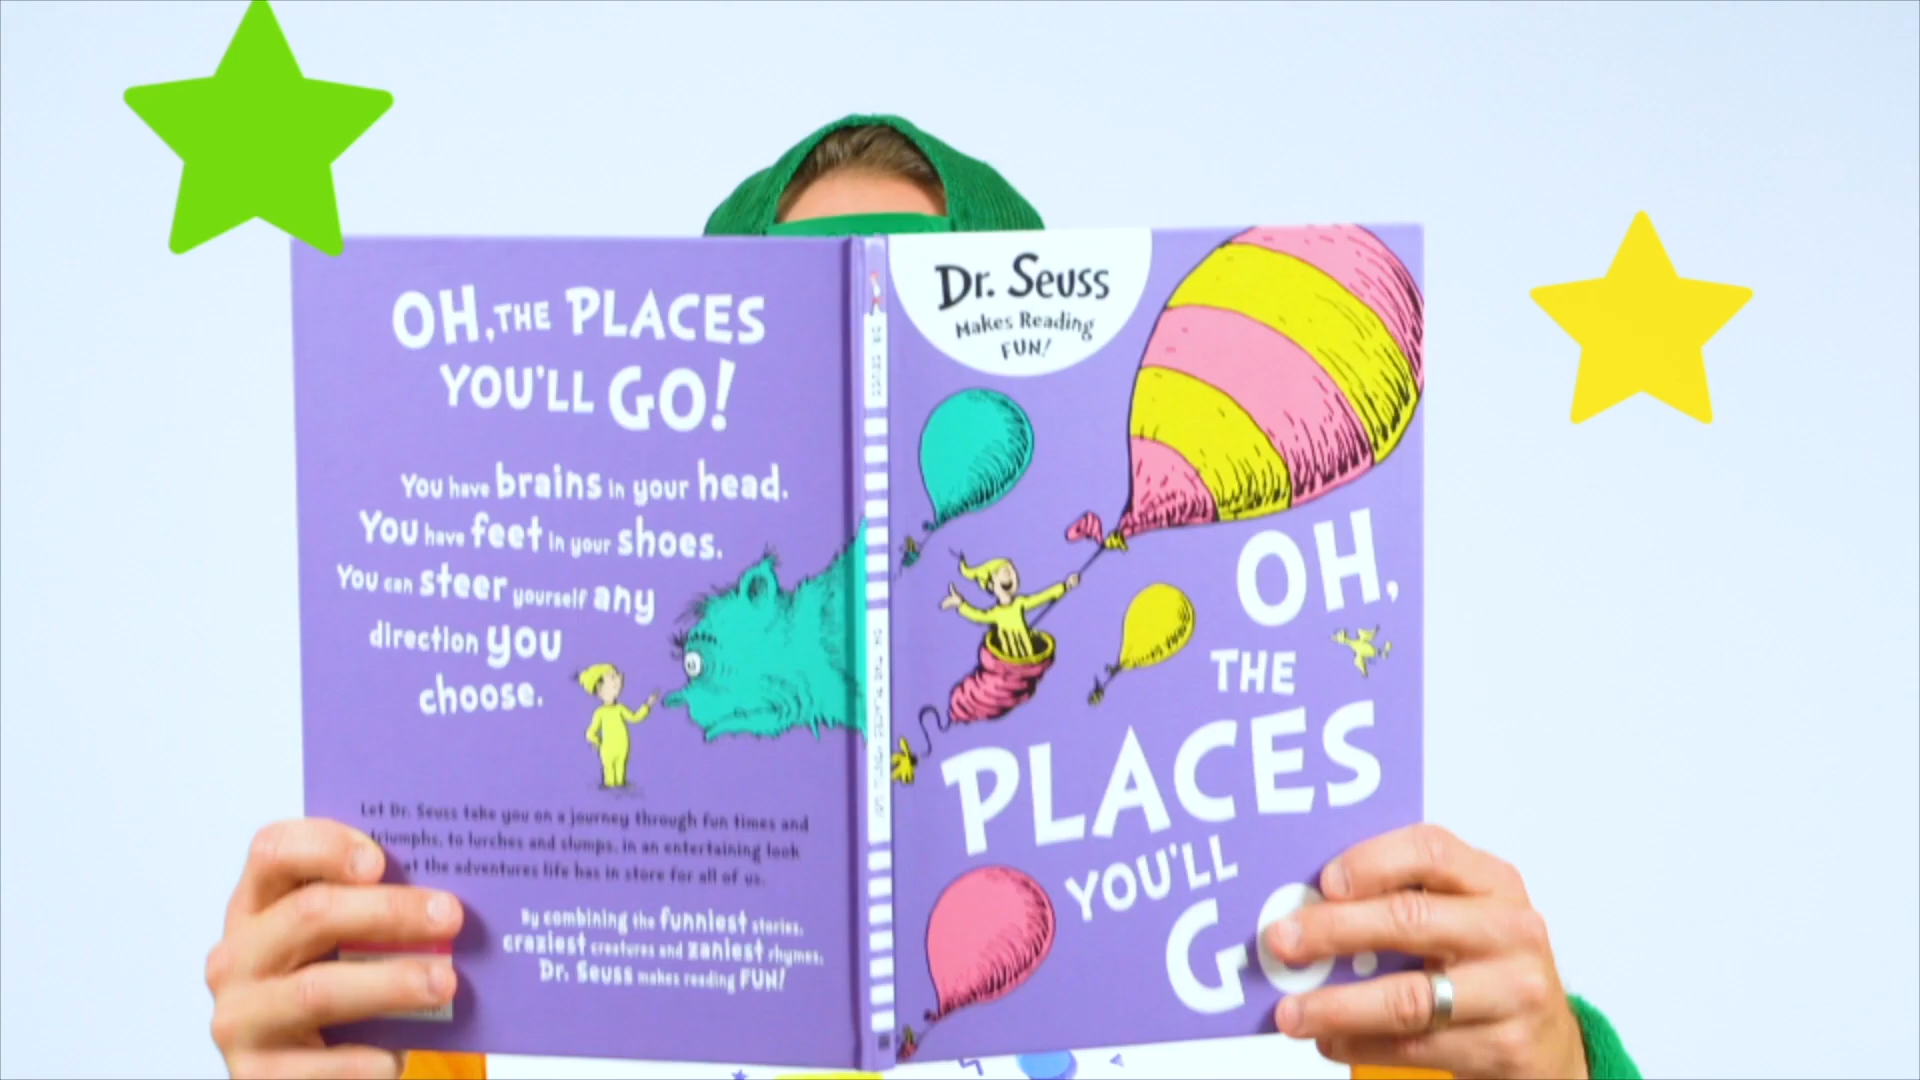 OH, THE PLACES
YOU'LL GO!
You have brains in your head.
You have feet in your shoes.
You can steer yourself any
direction you
choose.
Let Dr. Seuss take you on a journey through fun times and
triumphs, to lurches and slumps, in an entertaining look
at the adventures life has in store for all of us.
By combining the funniest stories,
craziest creatures and zaniest rhymes,
Dr. Seuss makes reading FUN!
Dr. Seuss
Makes Reading
FUN!
OH,
THE
PLACES
YOU'LL
GO!